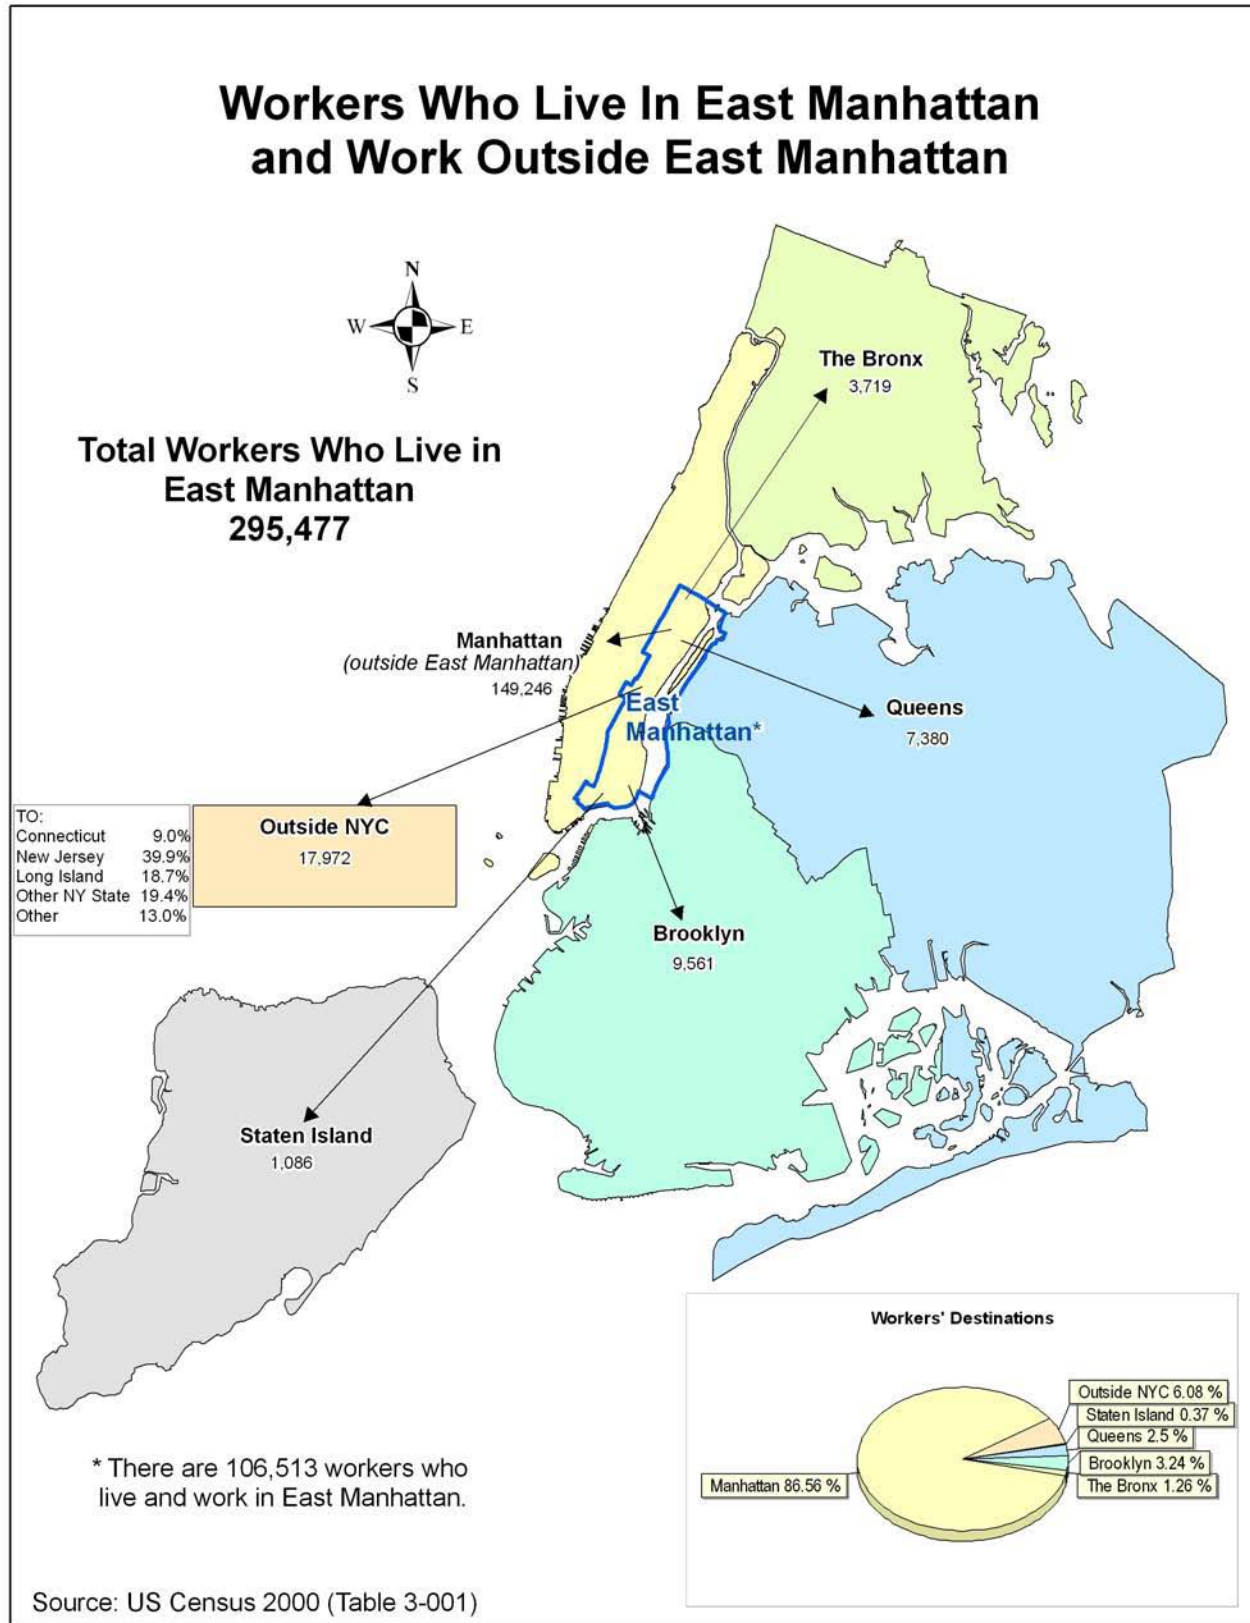 Workers Who Live In East Manhattan
and Work Outside East Manhattan
N
W
E
S
The Bronx
3,719
Total Workers Who Live in
East Manhattan
295,477
Manhattan
(outside East Manhattan)
149,246
East
Manhattan*
Queens
7,380
TO:
Connecticut 9.0%
New Jersey 39.9%
Long Island 18.7%
Other NY State 19.4%
Other 13.0%
Outside NYC
17,972
Brooklyn
9,561
Staten Island
1,086
Workers' Destinations
Outside NYC 6.08 %
Staten Island 0.37 %
Queens 2.5 %
Brooklyn 3.24 %
The Bronx 1.26 %
Manhattan 86.56 %
* There are 106,513 workers who
live and work in East Manhattan.
Source: US Census 2000 (Table 3-001)